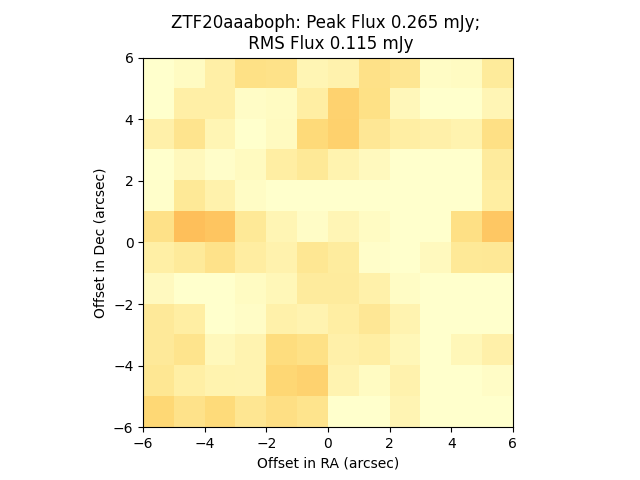 ZTF20aaaboph: Peak Flux 0.265 mJy;
RMS Flux 0.115 mJy
6
4
2
0
−2
−4
−6
Offset in Dec (arcsec)
−6 −4 −2 0 2 4 6
Offset in RA (arcsec)